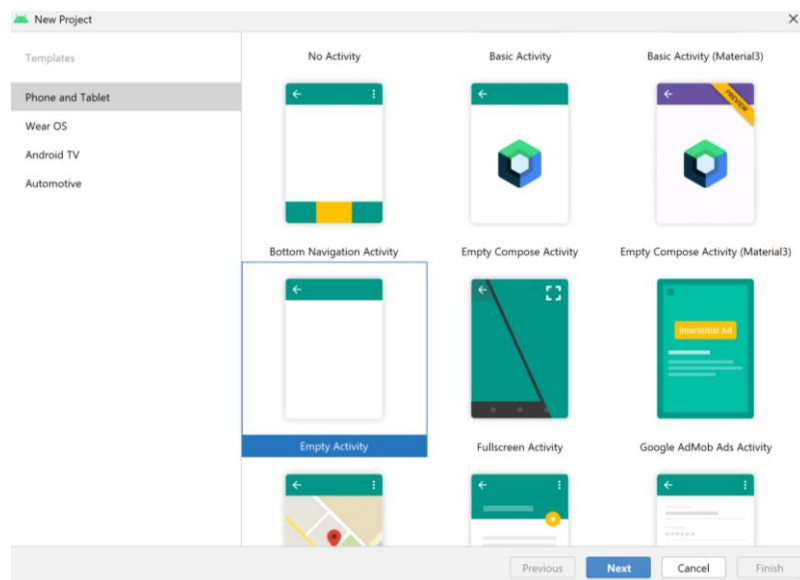 New Project
Templates
Phone and Tablet
Wear OS
Android TV
Automotive
No Activity
Basic Activity
Basic Activity (Material3)
PREVIEW
Bottom Navigation Activity
Empty Compose Activity
Empty Compose Activity (Material3)
Interstitial Ad
Empty Activity
Fullscreen Activity
Google AdMob Ads Activity
Previous
Next
Cancel
Finish